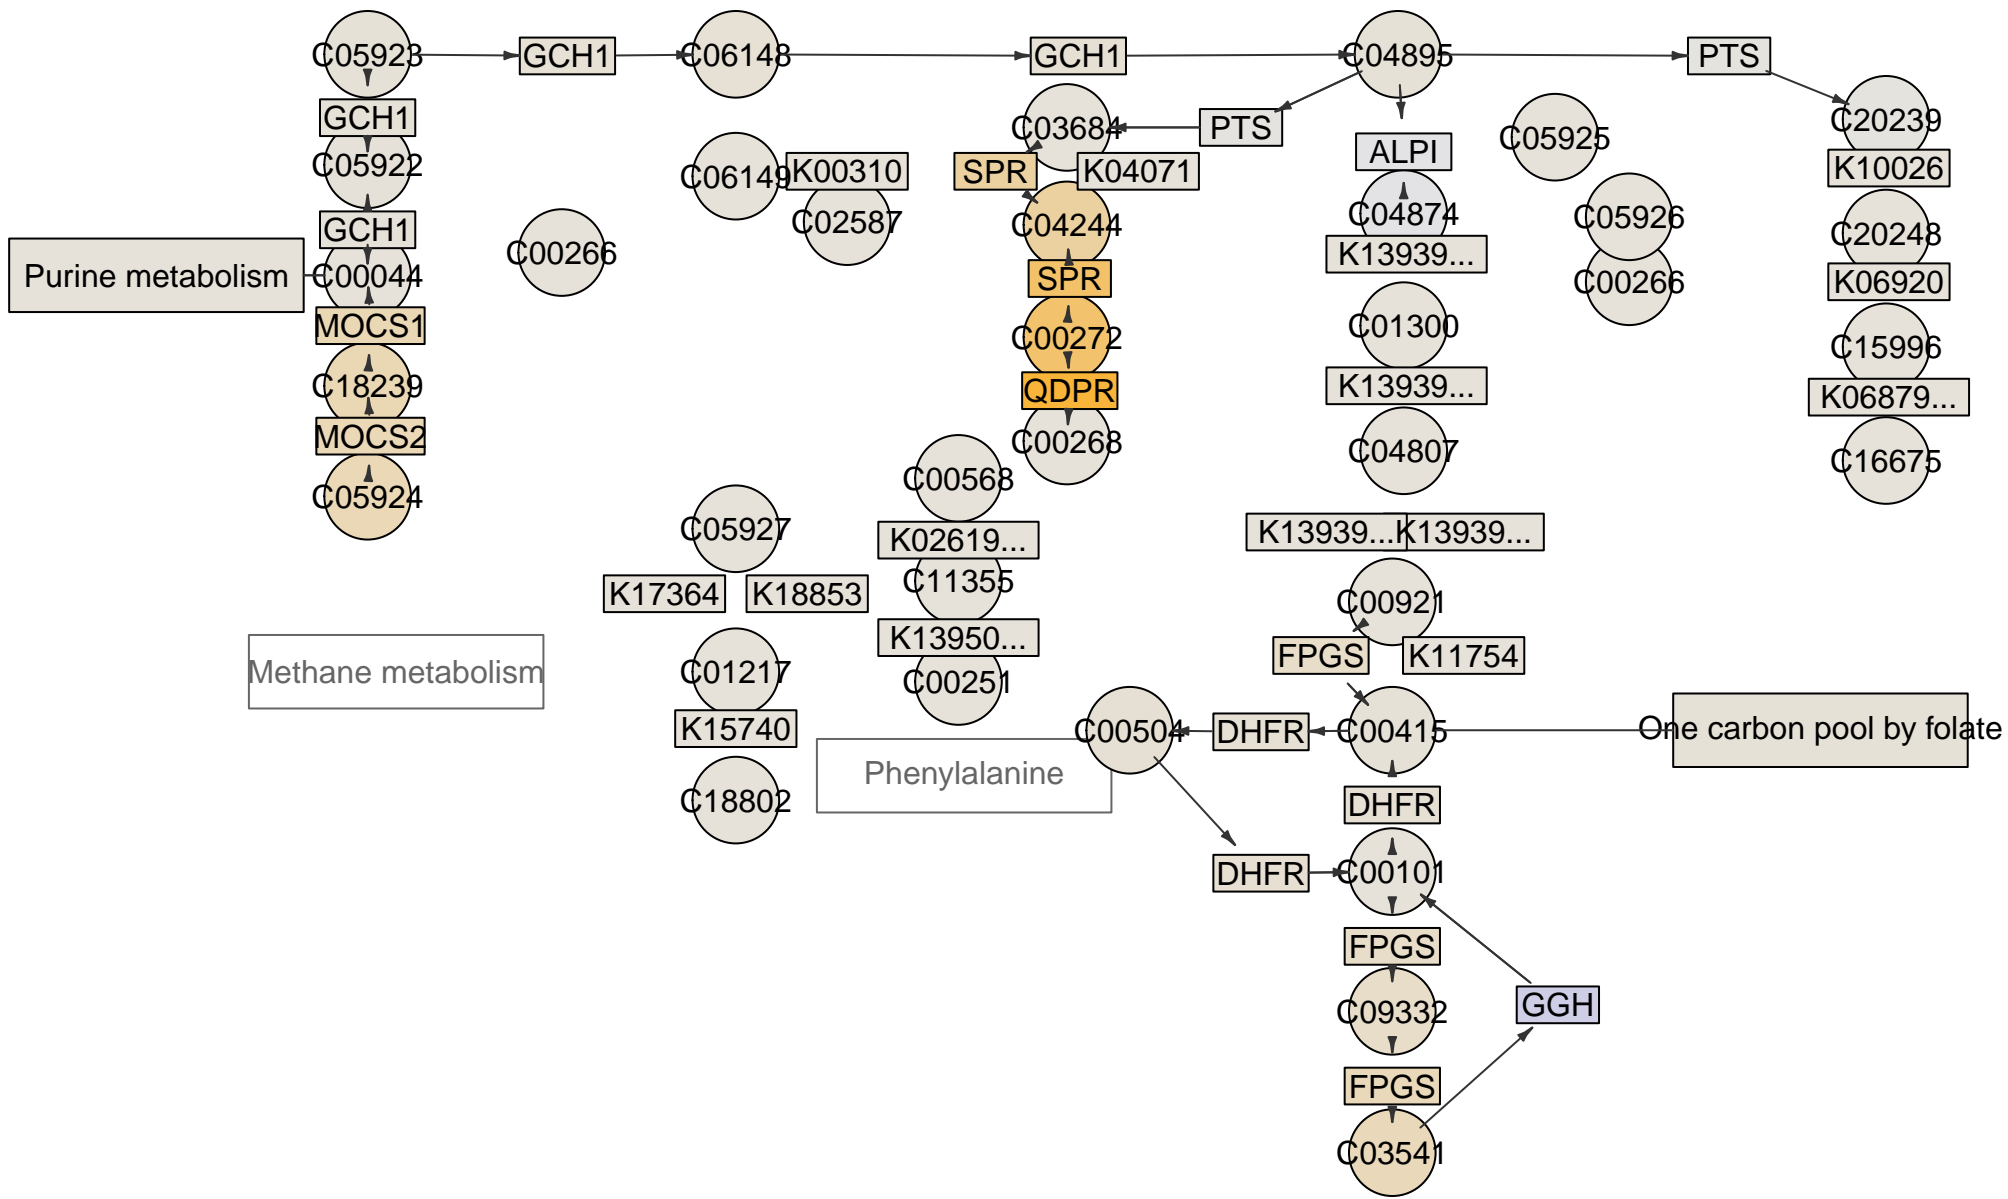 C05923
GCH1
C06148
GCH1
C04895
PTS
GCH1
C03684
PTS
C20239
C05922
C06149
K00310
SPR
K04071
ALPI
C05925
K10026
GCH1
C00266
C02587
C04244
C04874
C05926
C20248
Purine metabolism
C00044
SPR
K13939...
C00266
K06920
MOCS1
C00272
C01300
C15996
C18239
QDPR
K13939...
K06879...
MOCS2
C00268
C04807
C16675
C05924
C00568
C05927
K02619...
K13939...
K13939...
K17364
K18853
C11355
C00921
K13950...
FPGS
K11754
Methane metabolism
C01217
C00251
K15740
C00504
DHFR
C00415
One carbon pool by folate
Phenylalanine
C18802
DHFR
DHFR
C00101
FPGS
C09332
GGH
FPGS
C03541